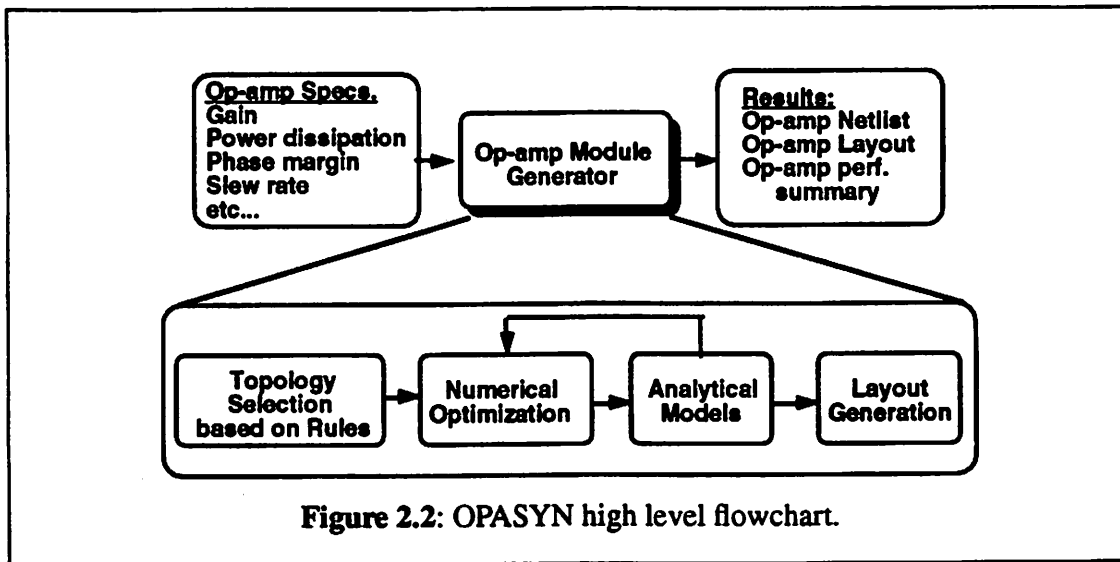 Op-amp Specs.
Gain
Power dissipation
Phase margin
Slew rate
etc...
Op-amp Module
Generator
Results:
Op-amp Netlist
Op-amp Layout
Op-amp perf.
summary
Topology
Selection
based on Rules
Numerical
Optimization
Analytical
Models
Layout
Generation
Figure 2.2: OPASYN high level flowchart.